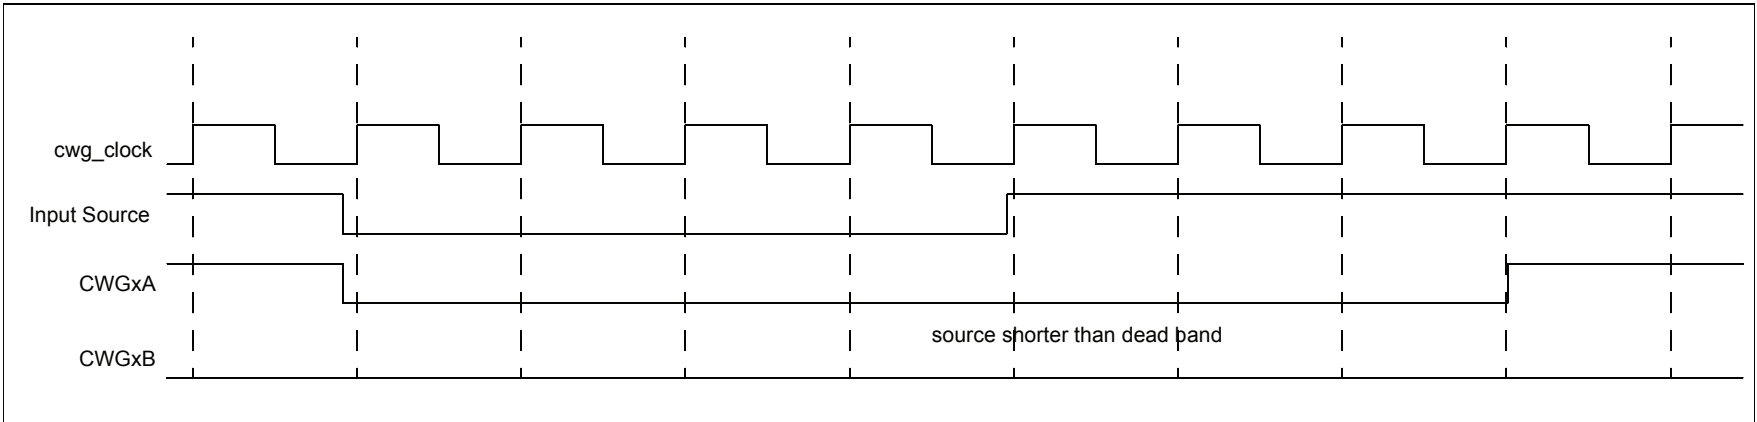 cwg_clock
Input Source
CWGxA
source shorter than dead band
CWGxB